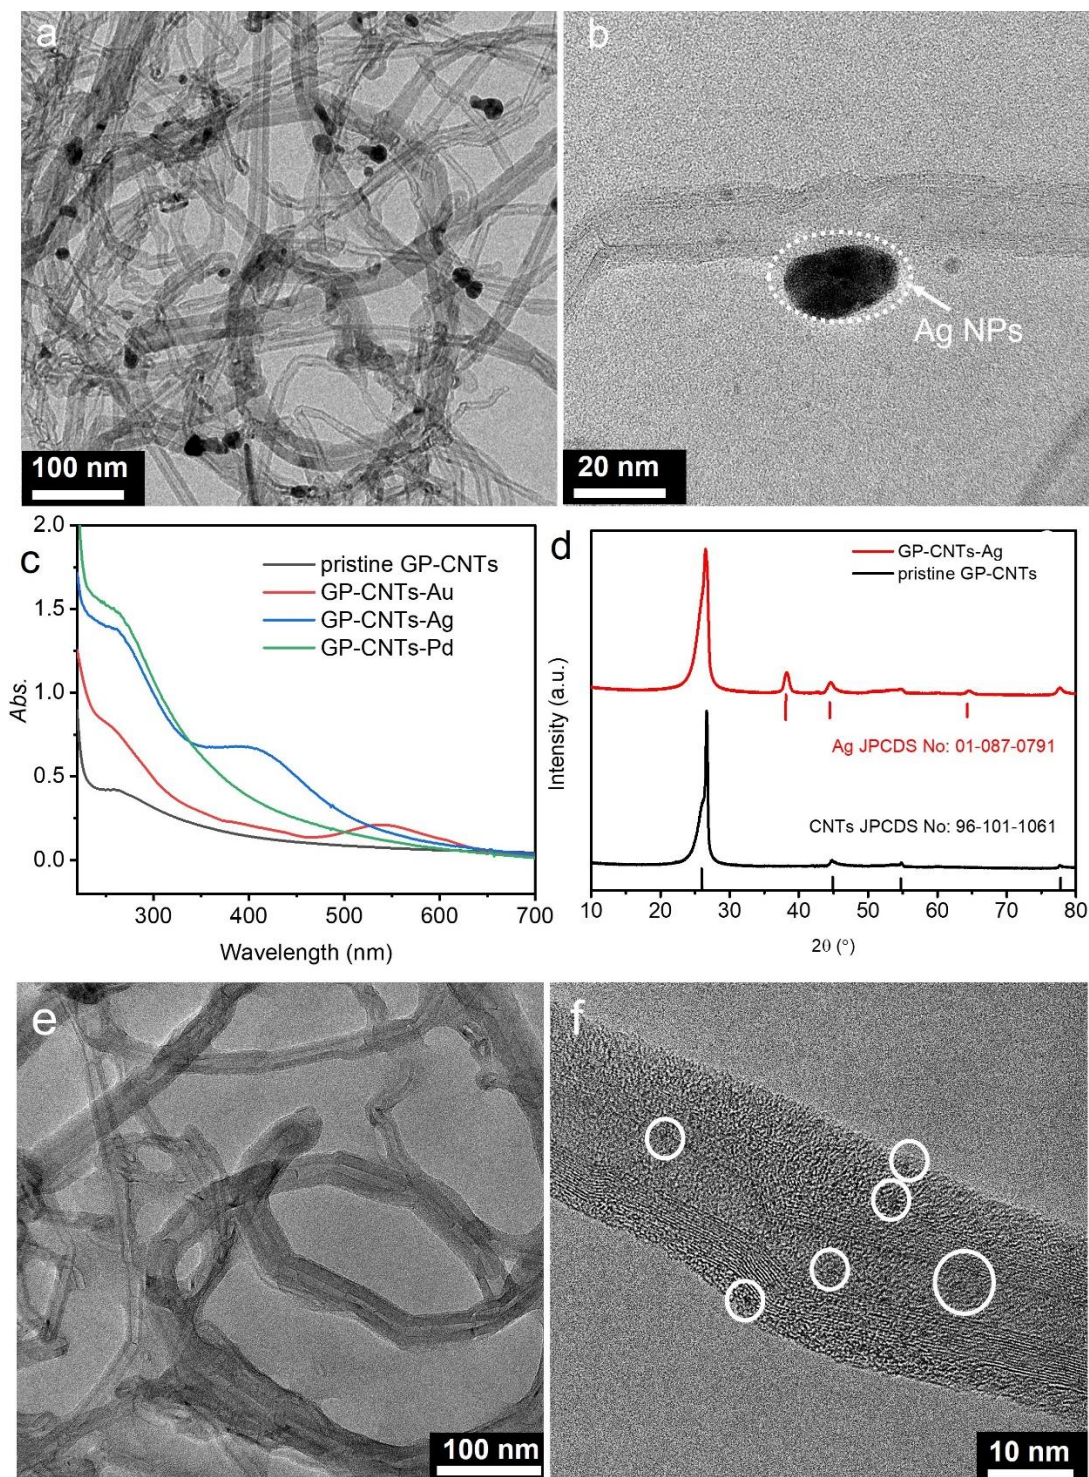 a
b
Ag NPs
100 nm
20 nm
c
2.0
1.5
1.0
0.5
0.0
Abs.
pristine GP-CNTs
GP-CNTs-Au
GP-CNTs-Ag
GP-CNTs-Pd
300
400
500
600
700
Wavelength (nm)
d
GP-CNTs-Ag
pristine GP-CNTs
Intensity (a.u.)
Ag JPCDS No: 01-087-0791
CNTs JPCDS No: 96-101-1061
10
20
30
40
50
60
70
80
2θ (°)
e
100 nm
f
10 nm